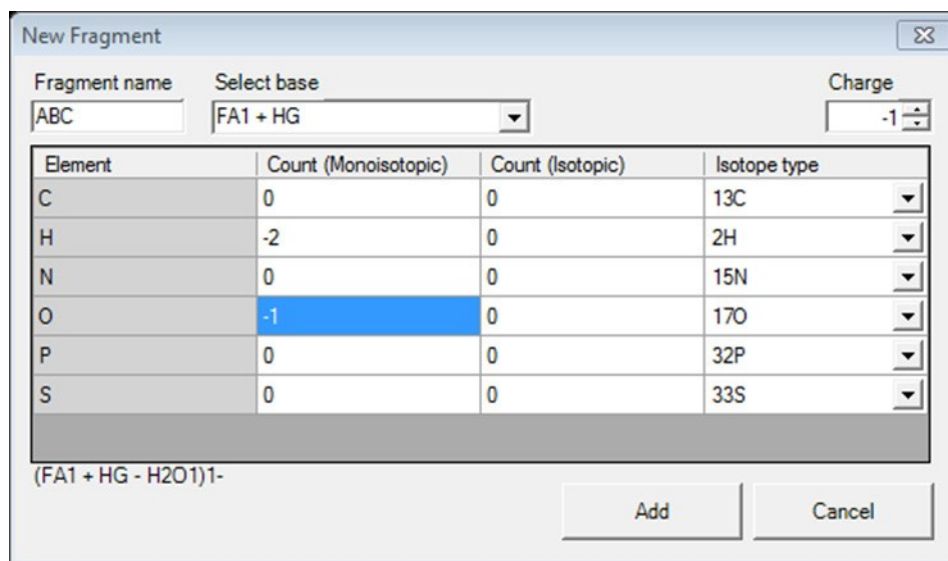 New Fragment
Fragment name Select base Charge
ABC FA1 + HG -1
Element Count (Monoisotopic) Count (Isotopic) Isotope type
C 0 0 13C
H -2 0 2H
N 0 0 15N
O -1 0 17O
P 0 0 32P
S 0 0 33S
(FA1 + HG - H2O1)1-
Add Cancel